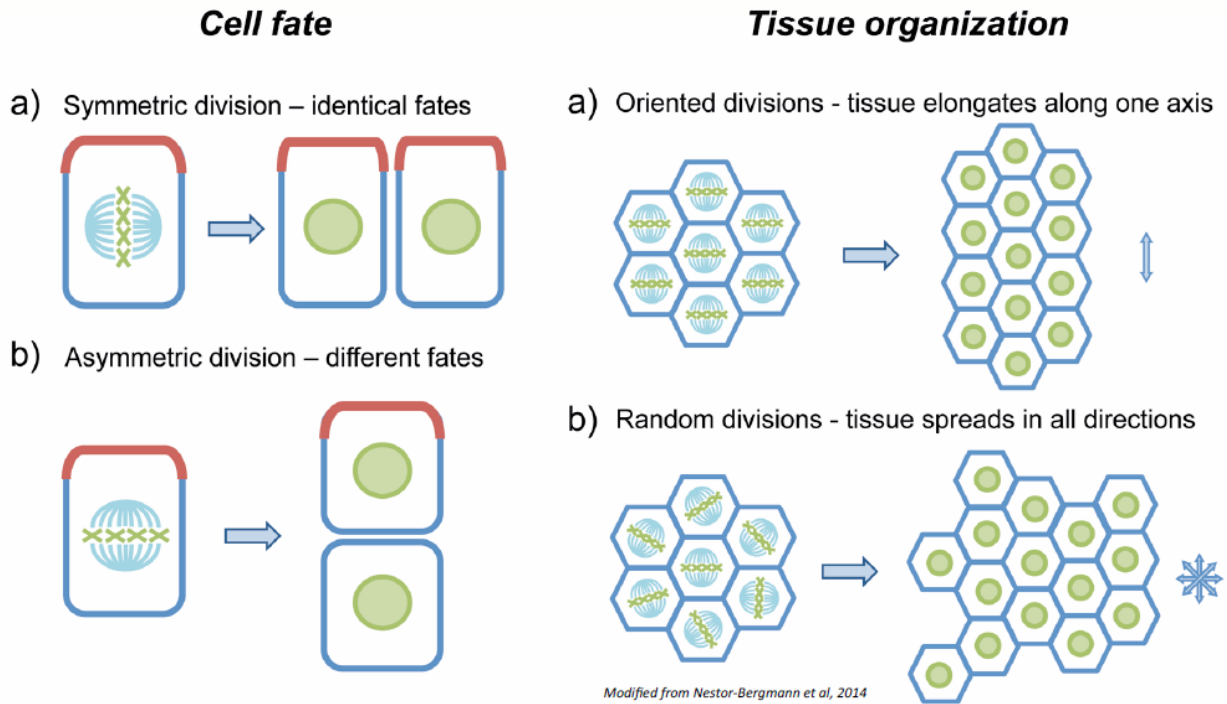 Cell fate
a) Symmetric division – identical fates
b) Asymmetric division – different fates
Tissue organization
a) Oriented divisions - tissue elongates along one axis
b) Random divisions - tissue spreads in all directions
Modified from Nestor-Bergmann et al, 2014